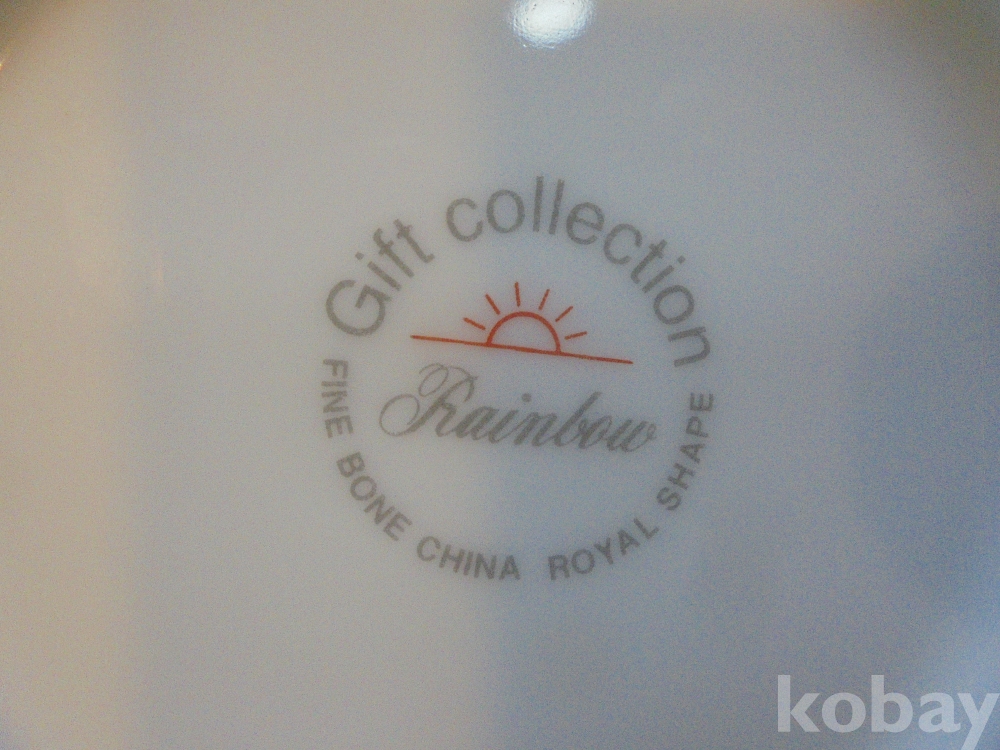 Gift collection
Rainbow
FINE BONE CHINA ROYAL SHAPE
kobay